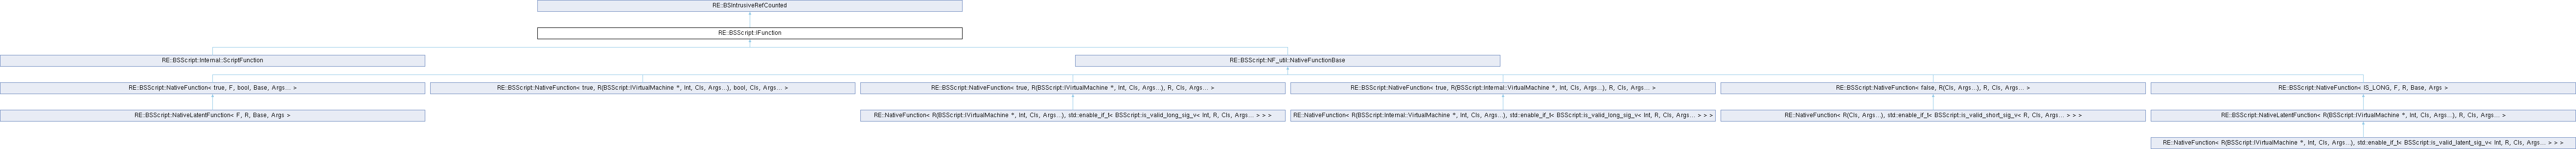 RE::BSIntrusiveRefCounted
RE::BSScript::IFunction
RE::BSScript::Internal::ScriptFunction
RE::BSScript::NF_util::NativeFunctionBase
RE::BSScript::NativeFunction< true, F, bool, Base, Args... >
RE::BSScript::NativeFunction< true, R(BSScript::IVirtualMachine *, Int, Cls, Args...), bool, Cls, Args... >
RE::BSScript::NativeFunction< true, R(BSScript::IVirtualMachine *, Int, Cls, Args...), R, Cls, Args... >
RE::BSScript::NativeFunction< true, R(BSScript::Internal::VirtualMachine *, Int, Cls, Args...), R, Cls, Args... >
RE::BSScript::NativeFunction< false, R(Cls, Args...), R, Cls, Args... >
RE::BSScript::NativeFunction< IS_LONG, F, R, Base, Args >
RE::BSScript::NativeLatentFunction< F, R, Base, Args >
RE::NativeFunction< R(BSScript::IVirtualMachine *, Int, Cls, Args...), std::enable_if_t< BSScript::is_valid_long_sig_v< Int, R, Cls, Args... > > >
RE::NativeFunction< R(BSScript::Internal::VirtualMachine *, Int, Cls, Args...), std::enable_if_t< BSScript::is_valid_long_sig_v< Int, R, Cls, Args... > > >
RE::NativeFunction< R(Cls, Args...), std::enable_if_t< BSScript::is_valid_short_sig_v< R, Cls, Args... > > >
RE::BSScript::NativeLatentFunction< R(BSScript::IVirtualMachine *, Int, Cls, Args...), R, Cls, Args... >
RE::NativeFunction< R(BSScript::IVirtualMachine *, Int, Cls, Args...), std::enable_if_t< BSScript::is_valid_latent_sig_v< Int, R, Cls, Args... > > >